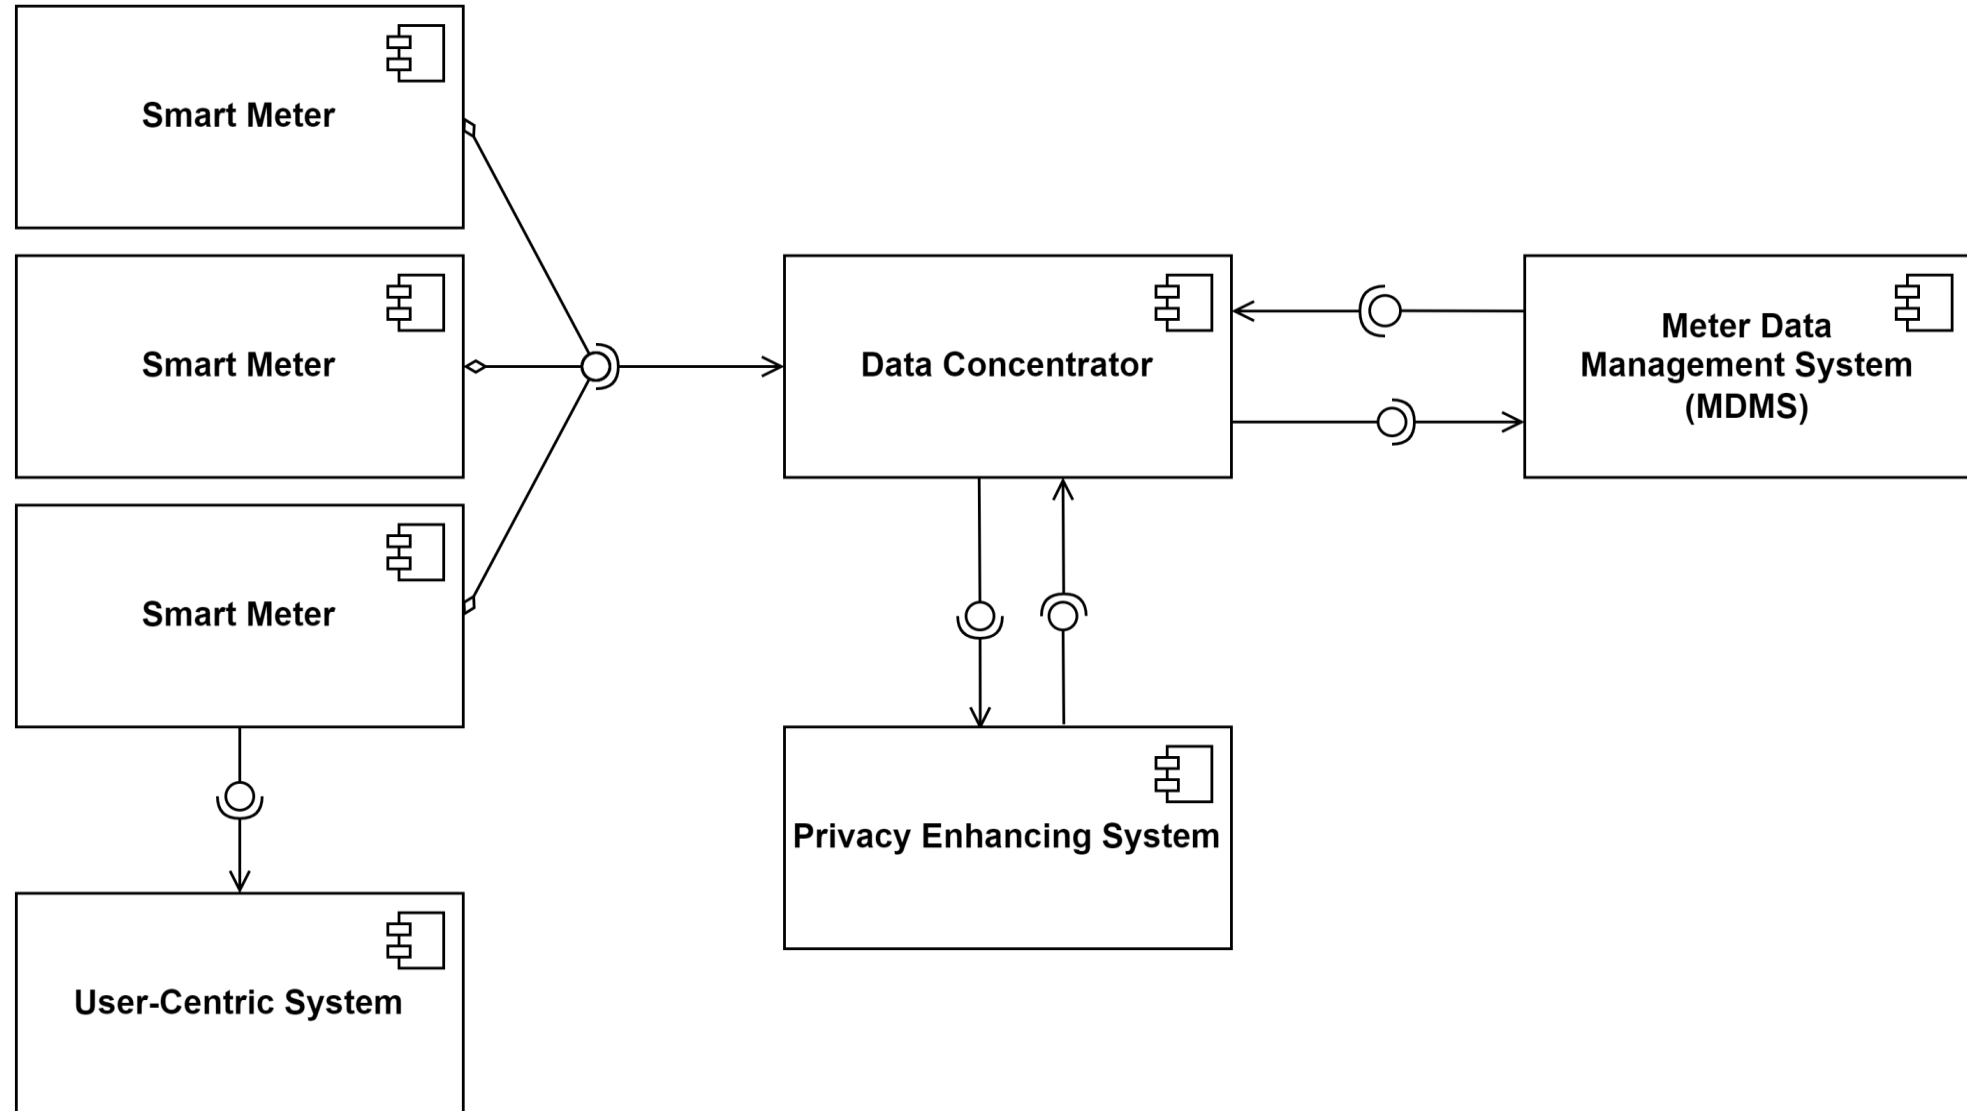 Smart Meter
Smart Meter
Data Concentrator
Meter Data
Management System
(MDMS)
Smart Meter
Privacy Enhancing System
User-Centric System